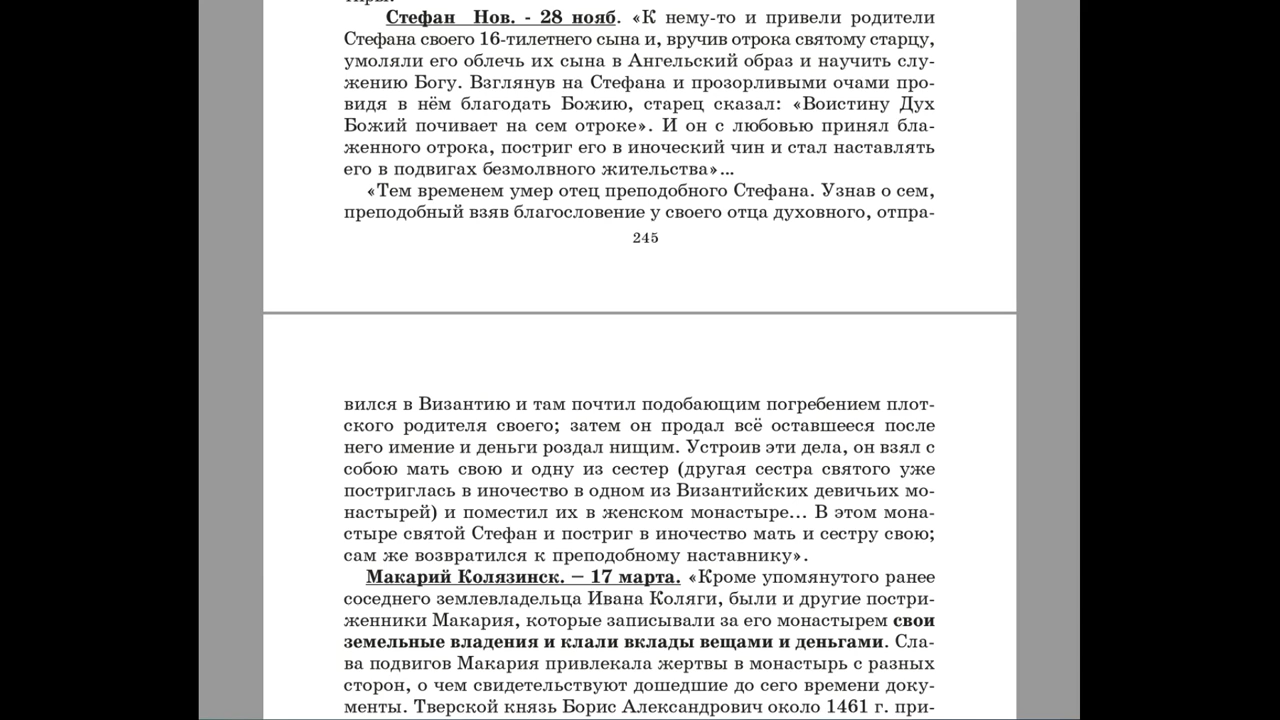 Стефан Нов. - 28 нояб. «К нему-то и привели родители
Стефана своего 16-тилетнего сына и, вручив отрока святому старцу,
умоляли его облечь их сына в Ангельский образ и научить слу-
жению Богу. Взглянув на Стефана и прозорливыми очами про-
видя в нём благодать Божию, старец сказал: «Воистину Дух
Божий почивает на сем отроке». И он с любовью принял бла-
женного отрока, постриг его в иноческий чин и стал наставлять
его в подвигах безмолвного жительства»...
«Тем временем умер отец преподобного Стефана. Узнав о сем,
преподобный взяв благословение у своего отца духовного, отпра-
245
вился в Византию и там почтил подобающим погребением плот-
ского родителя своего; затем он продал всё оставшееся после
него имение и деньги роздал нищим. Устроив эти дела, он взял с
собою мать свою и одну из сестер (другая сестра святого уже
постриглась в иночество в одном из Византийских девичьих мо-
настырей) и поместил их в женском монастыре... В этом мона-
стыре святой Стефан и постриг в иночество мать и сестру свою;
сам же возвратился к преподобному наставнику».
Макарий Колязинск. – 17 марта. «Кроме упомянутого ранее
соседнего землевладельца Ивана Коляги, были и другие постри-
женники Макария, которые записывали за его монастырем свои
земельные владения и клали вклады вещами и деньгами. Сла-
ва подвигов Макария привлекала жертвы в монастырь с разных
сторон, о чем свидетельствуют дошедшие до сего времени доку-
менты. Тверской князь Борис Александрович около 1461 г. при-